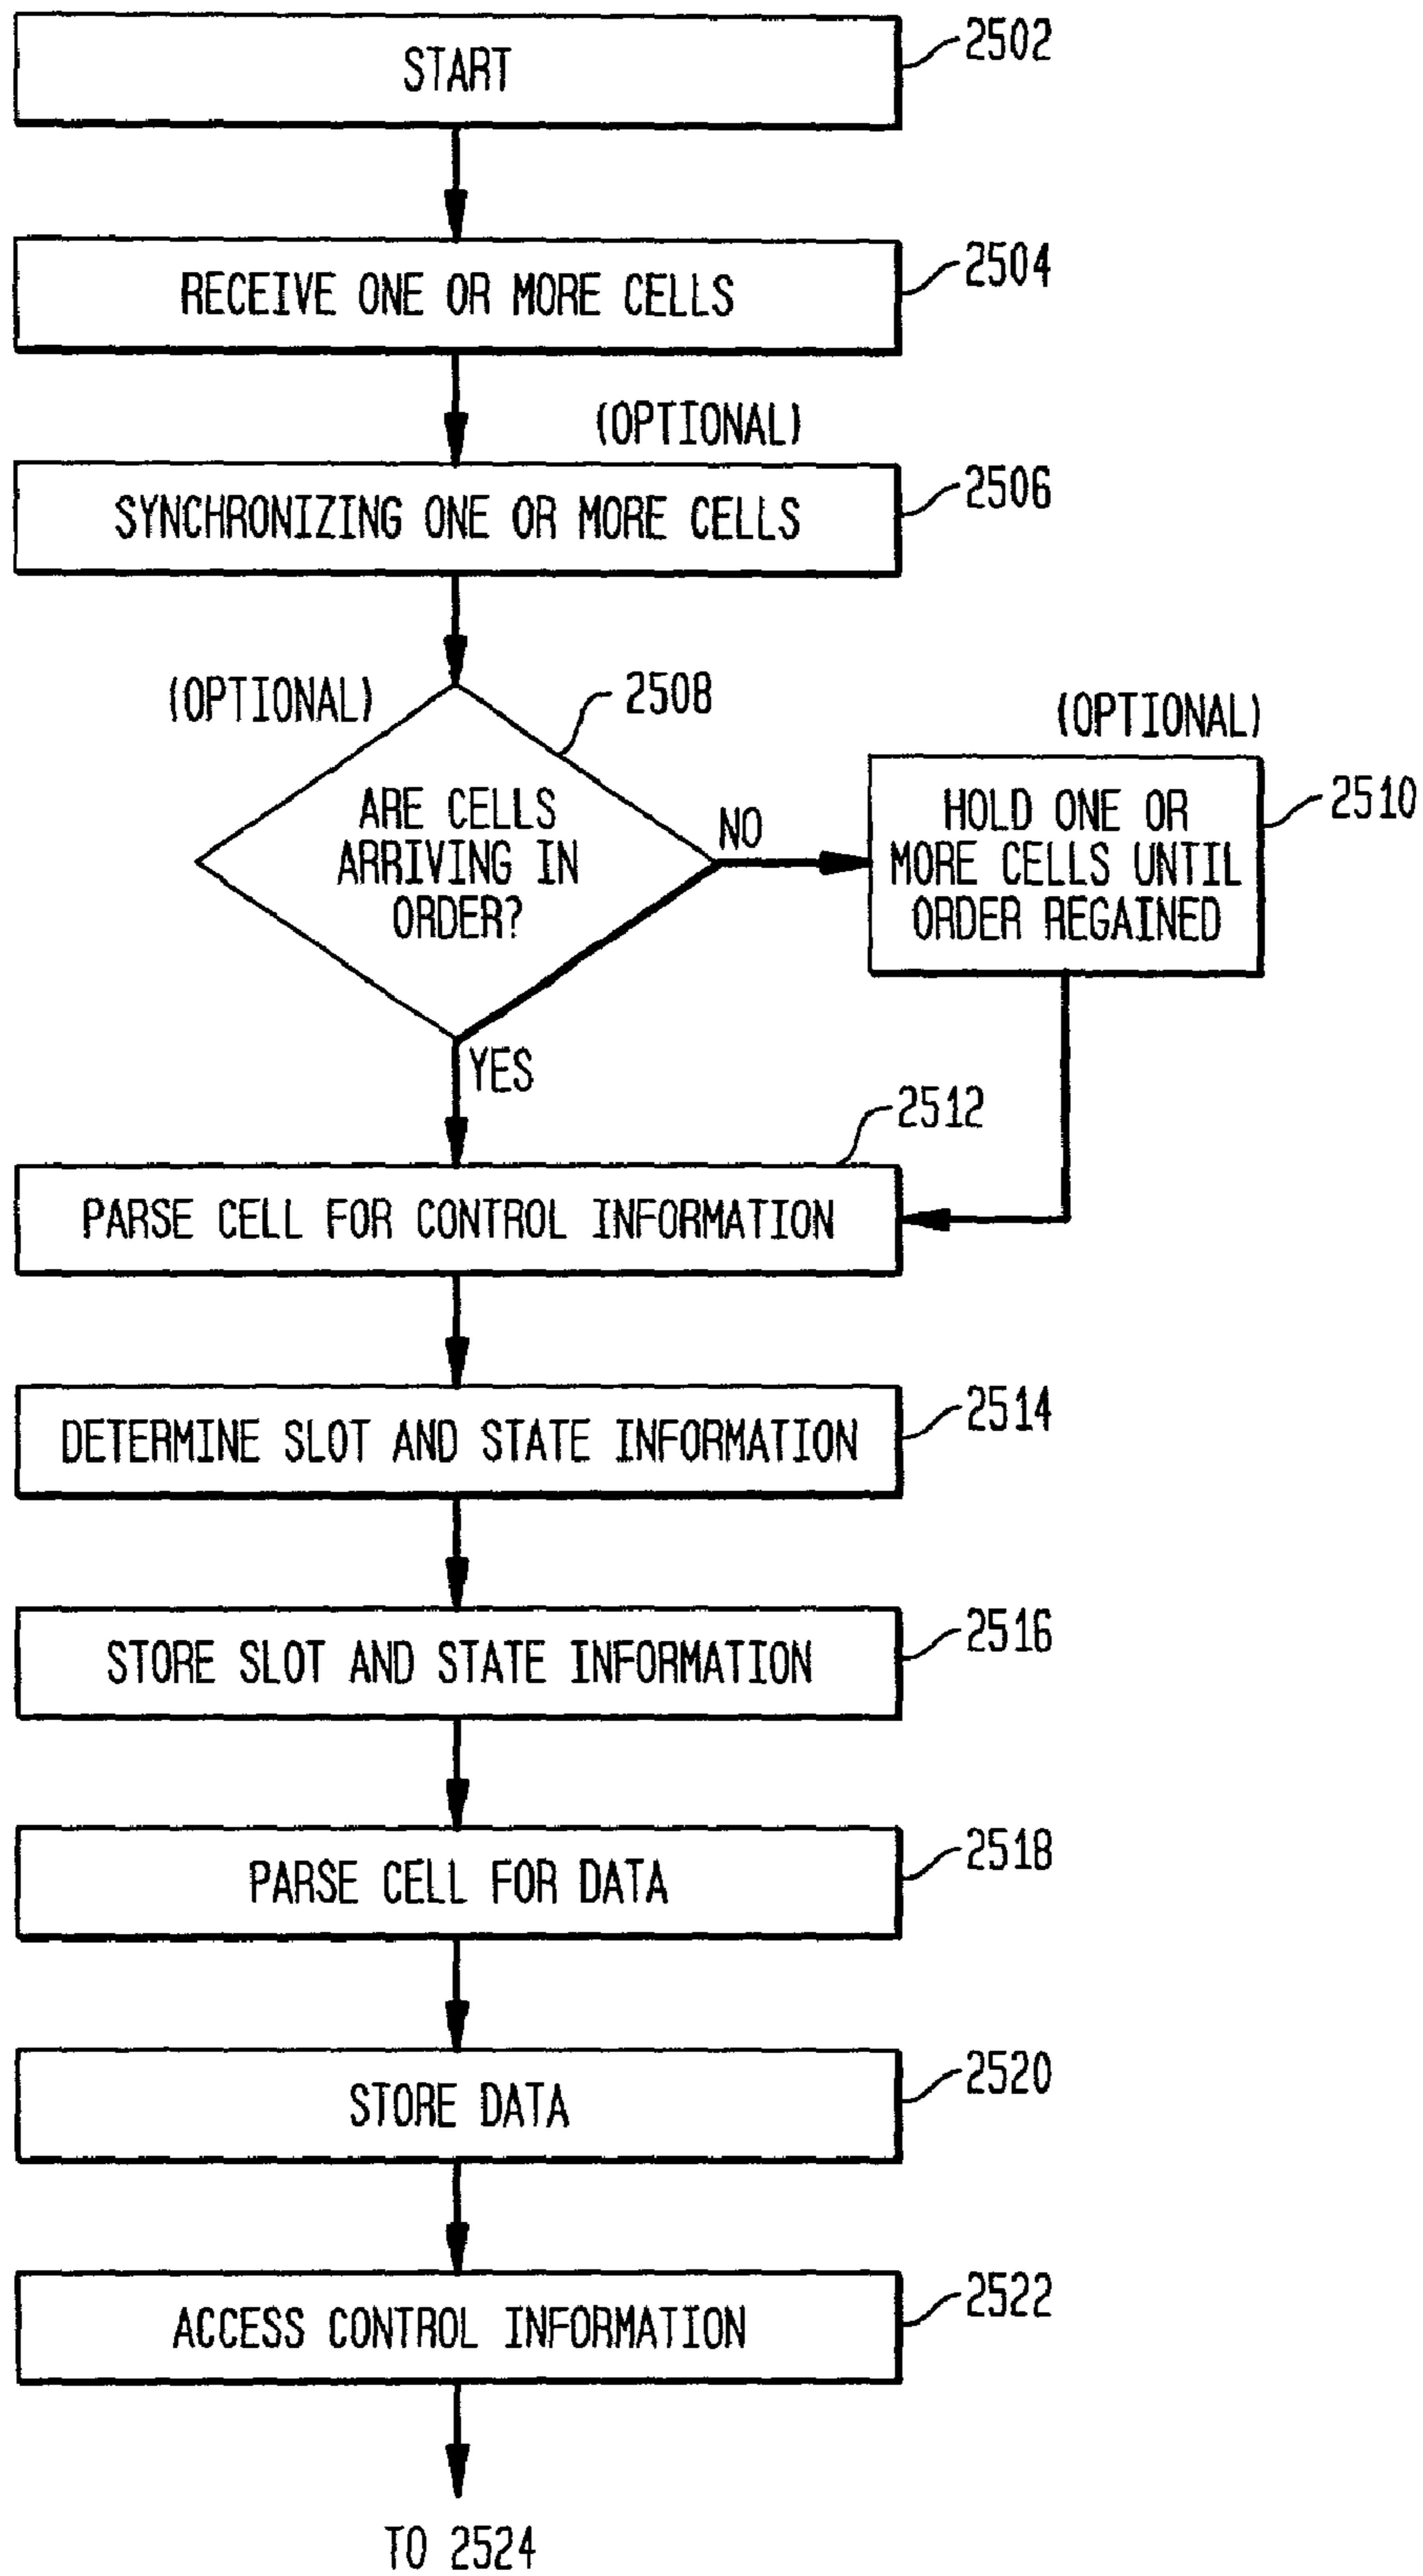 START
2502
RECEIVE ONE OR MORE CELLS
2504
(OPTIONAL)
SYNCHRONIZING ONE OR MORE CELLS
2506
(OPTIONAL)
2508
ARE CELLS
ARRIVING IN
ORDER?
NO
YES
(OPTIONAL)
HOLD ONE OR
MORE CELLS UNTIL
ORDER REGAINED
2510
2512
PARSE CELL FOR CONTROL INFORMATION
DETERMINE SLOT AND STATE INFORMATION
2514
STORE SLOT AND STATE INFORMATION
2516
PARSE CELL FOR DATA
2518
STORE DATA
2520
ACCESS CONTROL INFORMATION
2522
TO 2524